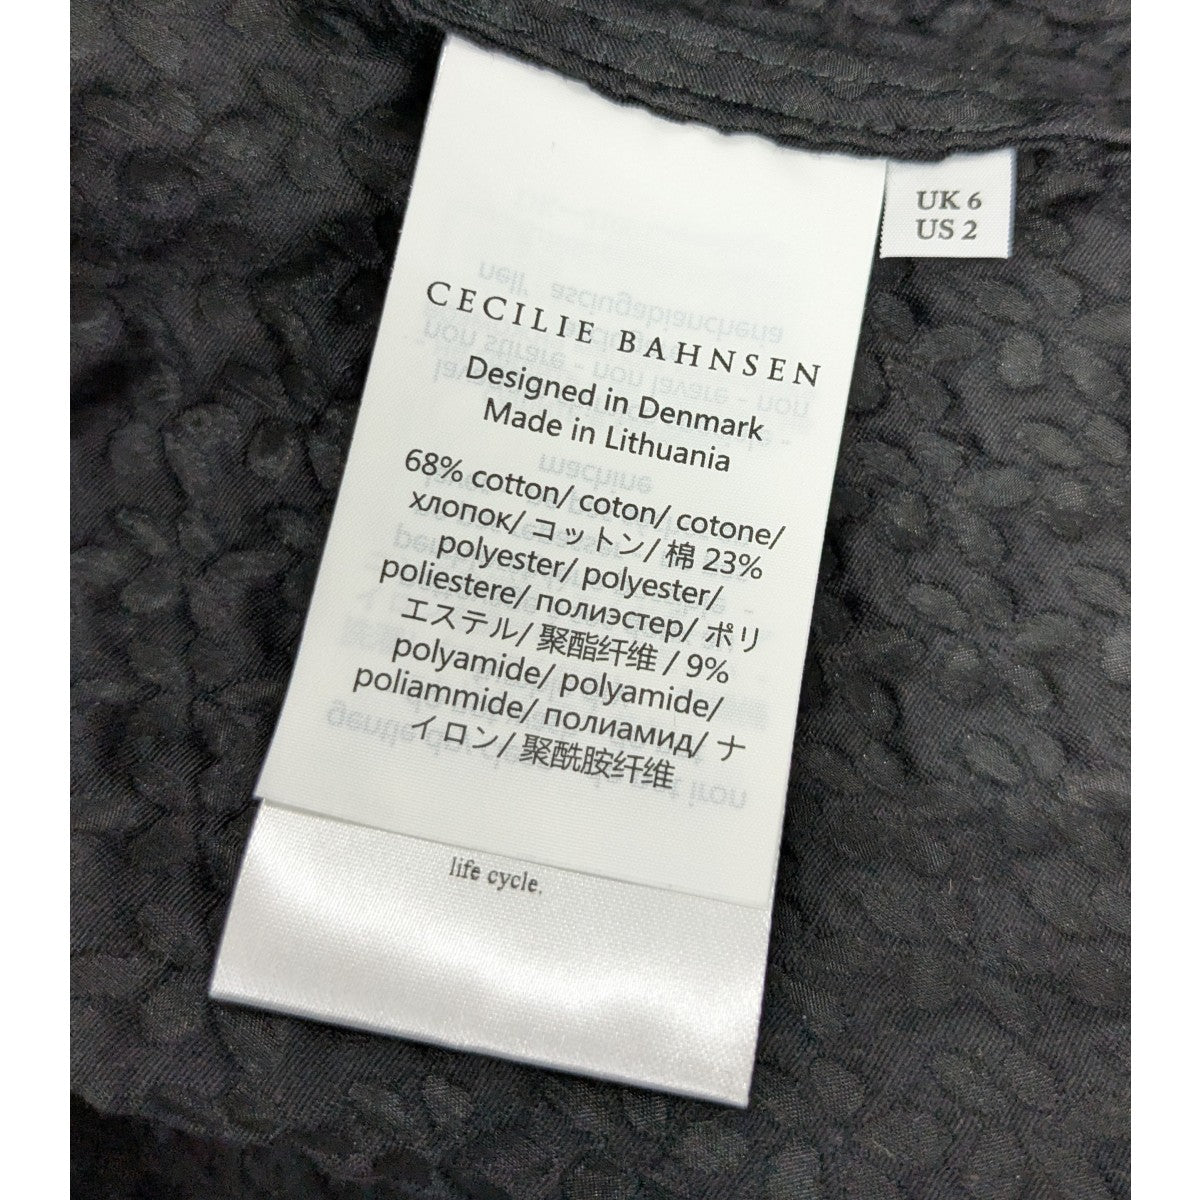 UK 6
US 2
CECILIE BAHNSEN
Designed in Denmark
Made in Lithuania
68% cotton/ coton/ cotone/
хлопок/ コットン/ 棉 23%
polyester/ polyester/
poliestere/ полиэстер/ ポリ
エステル/ 聚酯纤维 / 9%
polyamide/ polyamide/
poliammide/ полиамид/ ナ
イロン/ 聚酰胺纤维
life cycle.